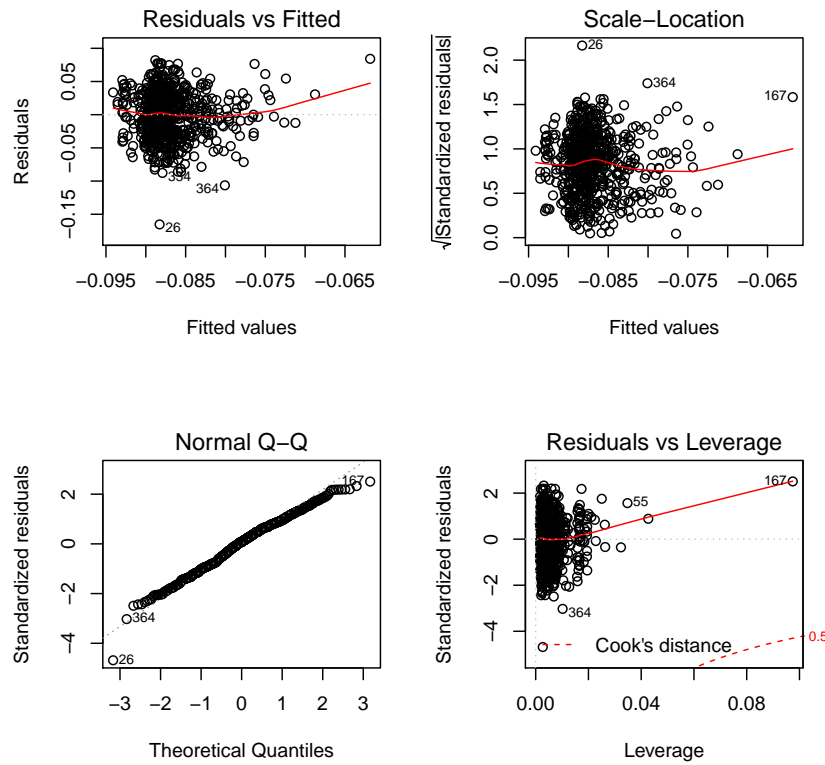 Residuals vs Fitted
Residuals
0.05
−0.05
−0.15
334
364
26
−0.095 −0.085 −0.075 −0.065
Fitted values
Scale−Location
√|Standardized residuals|
2.0
1.5
1.0
0.5
0.0
26
364
167
−0.095 −0.085 −0.075 −0.065
Fitted values
Normal Q−Q
Standardized residuals
2
0
−2
−4
167
364
26
−3 −2 −1 0 1 2 3
Theoretical Quantiles
Residuals vs Leverage
Standardized residuals
2
0
−2
−4
167
55
364
Cook's distance
0.5
0.00 0.04 0.08
Leverage